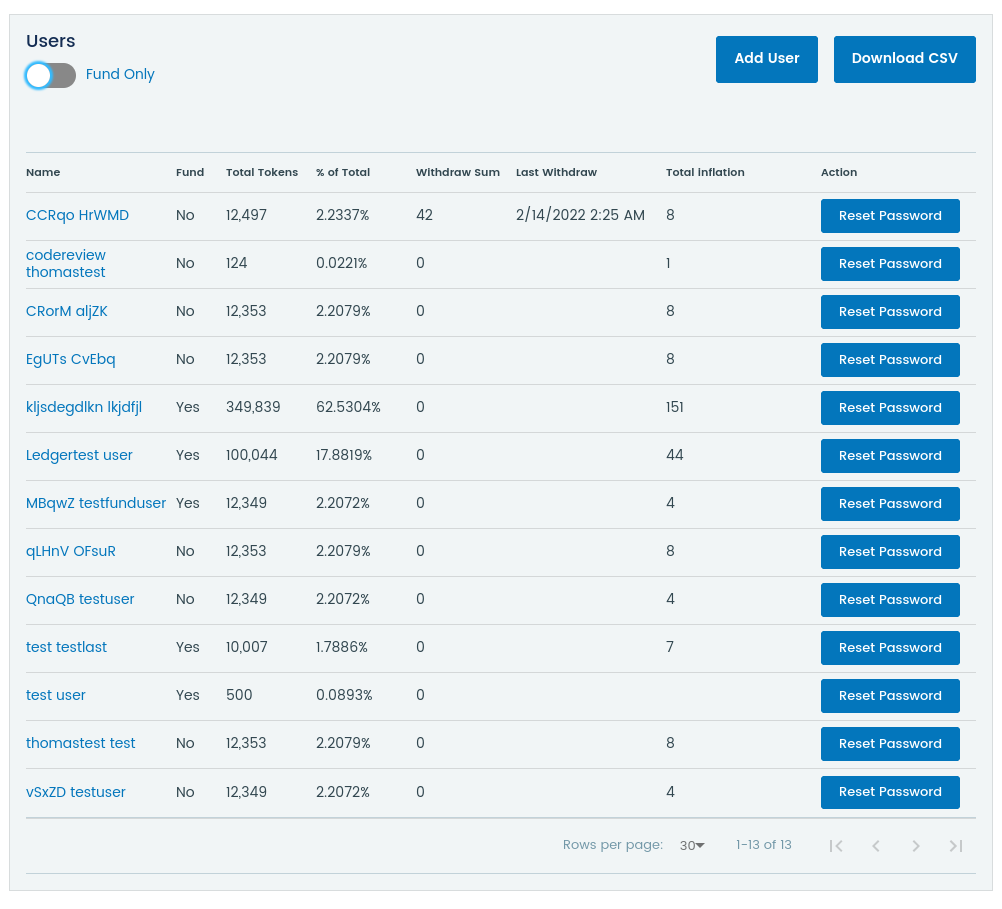 Users
Fund Only
Add User
Download CSV
Name Fund Total Tokens % of Total Withdraw Sum Last Withdraw Total inflation Action
CCRqo HrWMD No 12,497 2.2337% 42 2/14/2022 2:25 AM 8 Reset Password
codereview
thomastest No 124 0.0221% 0 1 Reset Password
CRorM aljZK No 12,353 2.2079% 0 8 Reset Password
EgUTs CvEbq No 12,353 2.2079% 0 8 Reset Password
kljsdegdlkn lkjdfjl Yes 349,839 62.5304% 0 151 Reset Password
Ledgertest user Yes 100,044 17.8819% 0 44 Reset Password
MBqwZ testfunduser Yes 12,349 2.2072% 0 4 Reset Password
qLHnV OFsuR No 12,353 2.2079% 0 8 Reset Password
QnaQB testuser No 12,349 2.2072% 0 4 Reset Password
test testlast Yes 10,007 1.7886% 0 7 Reset Password
test user Yes 500 0.0893% 0 Reset Password
thomastest test No 12,353 2.2079% 0 8 Reset Password
vSxZD testuser No 12,349 2.2072% 0 4 Reset Password
Rows per page: 30 1-13 of 13